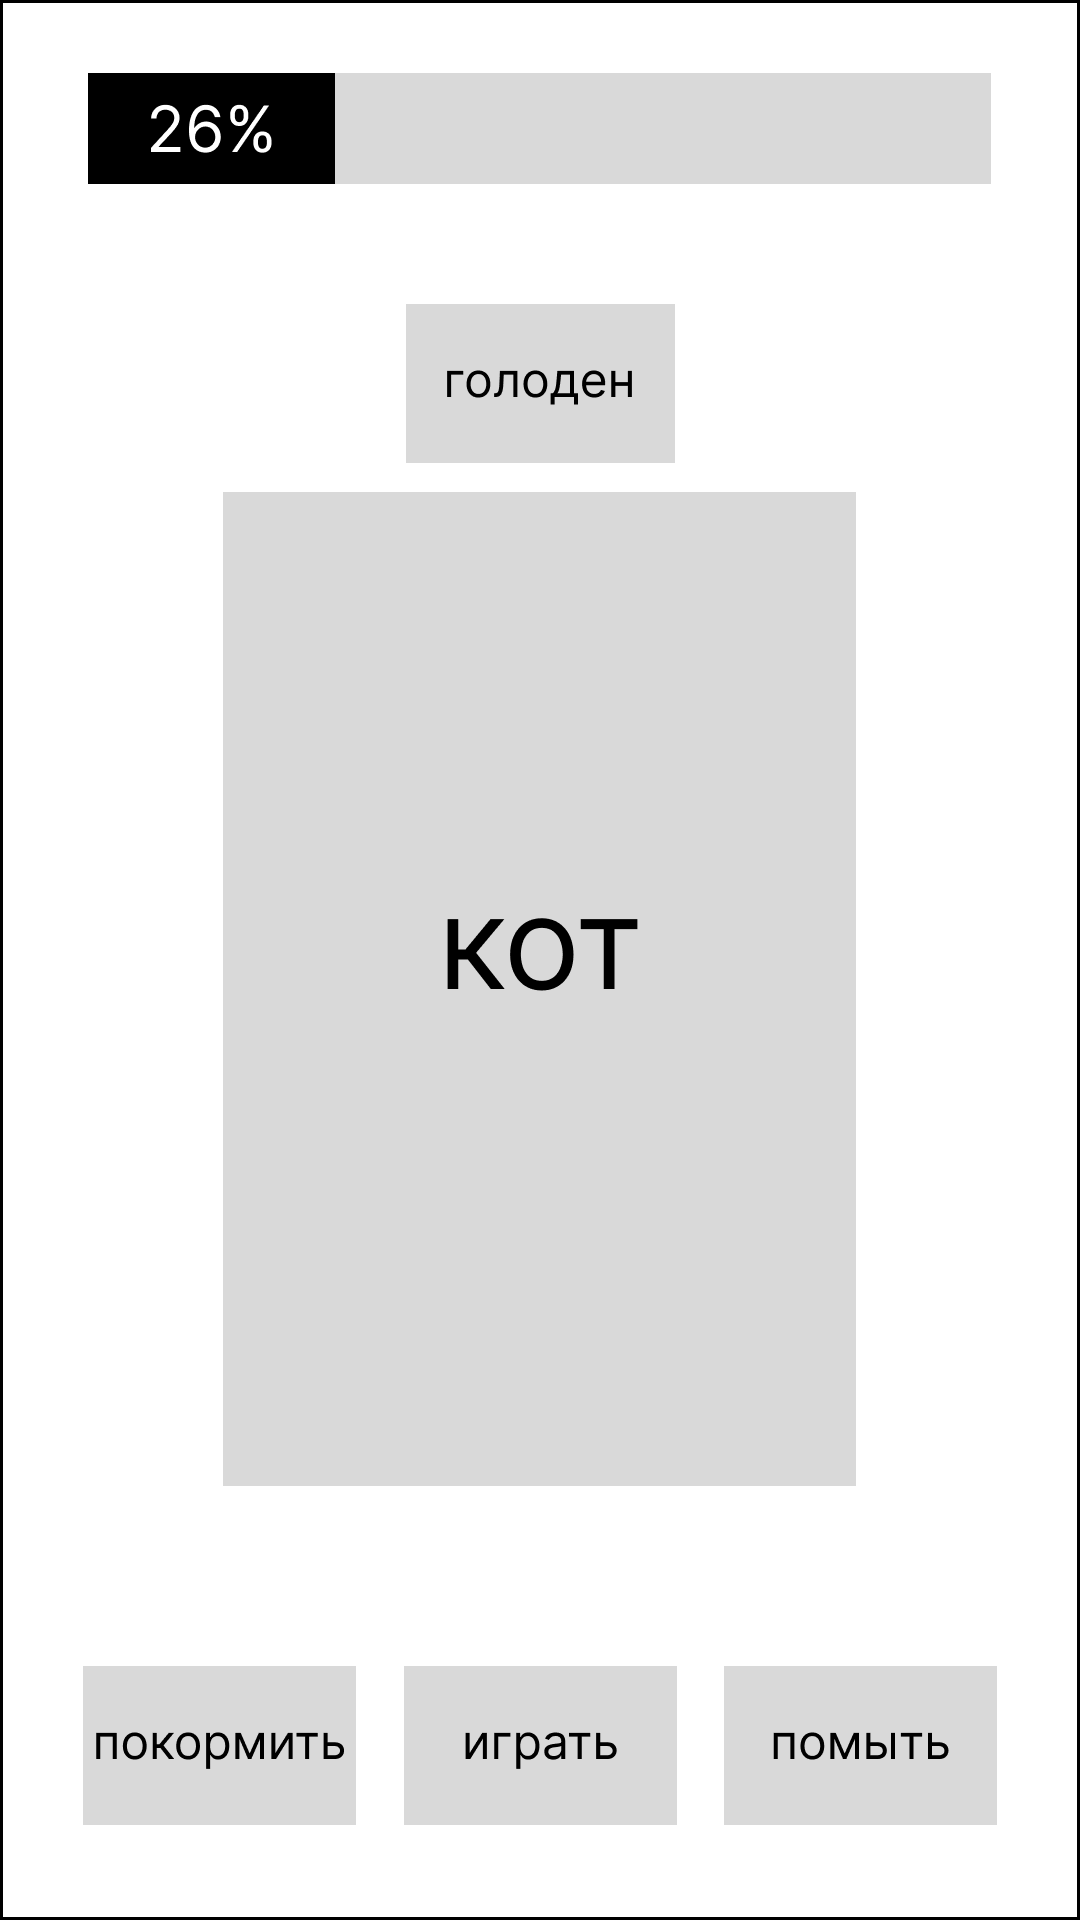 26%
голоден
кот
покормить
играть
помыть